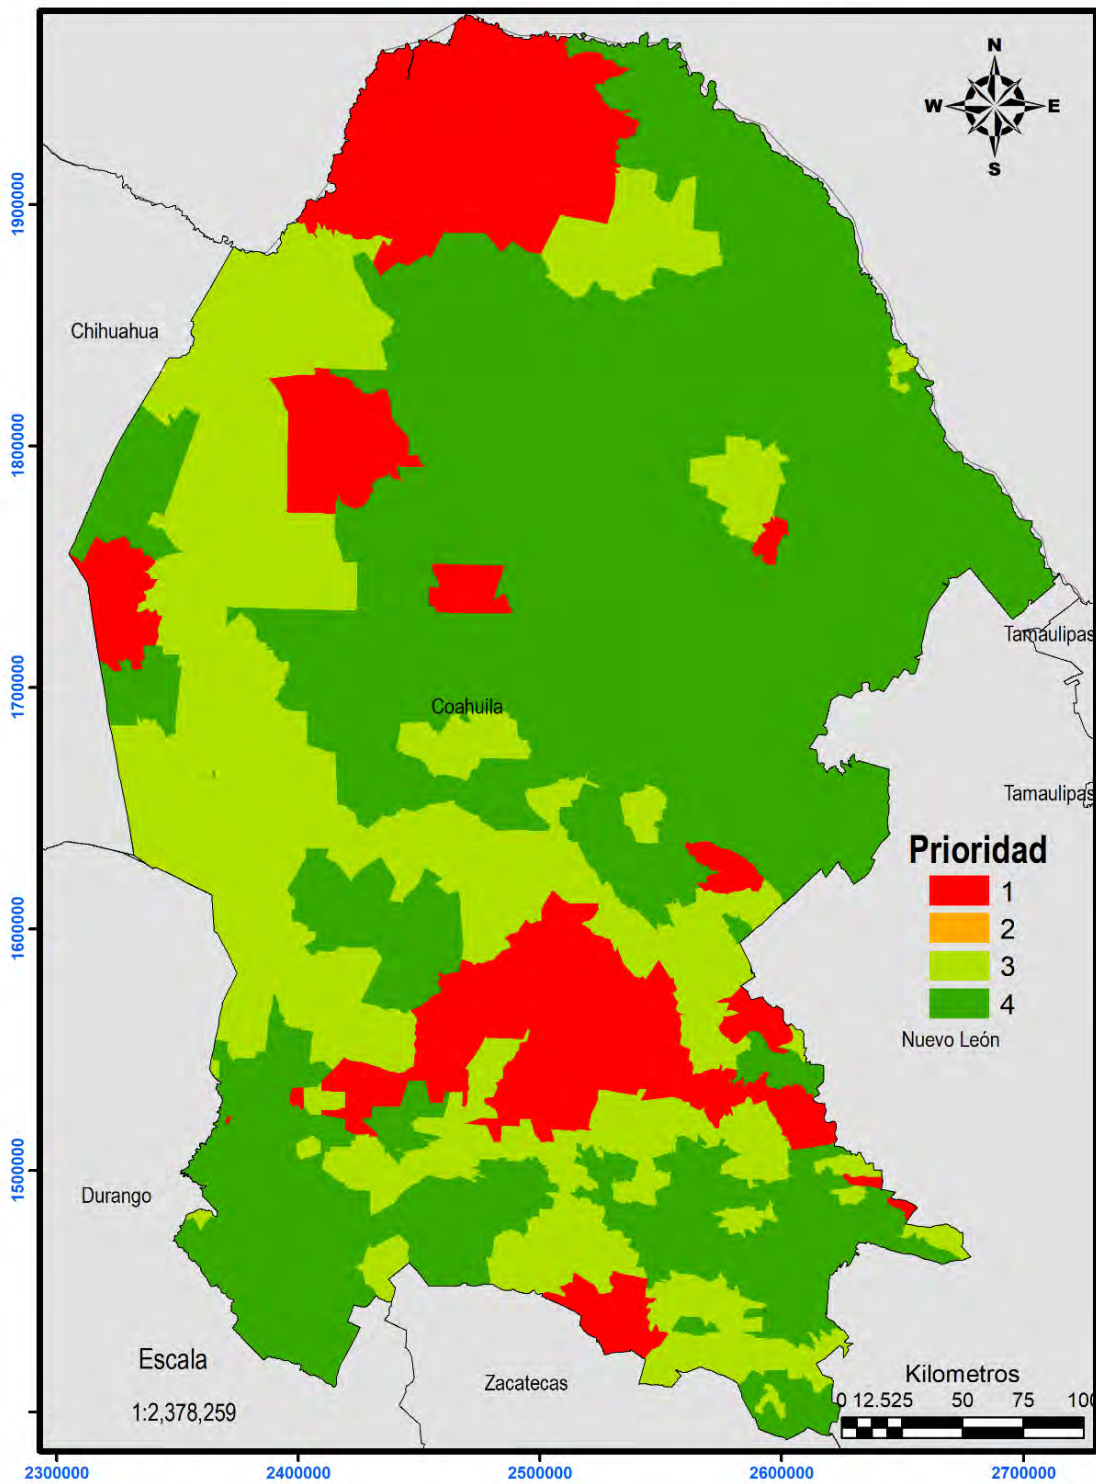 N
W
E
S
Chihuahua
Tamaulipas
Coahuila
Tamaulipas
Prioridad
1
2
3
4
Nuevo León
Durango
Escala
1:2,378,259
Zacatecas
Kilometros
0 12.525 50 75 100
1900000
1800000
1700000
1600000
1500000
2300000 2400000 2500000 2600000 2700000